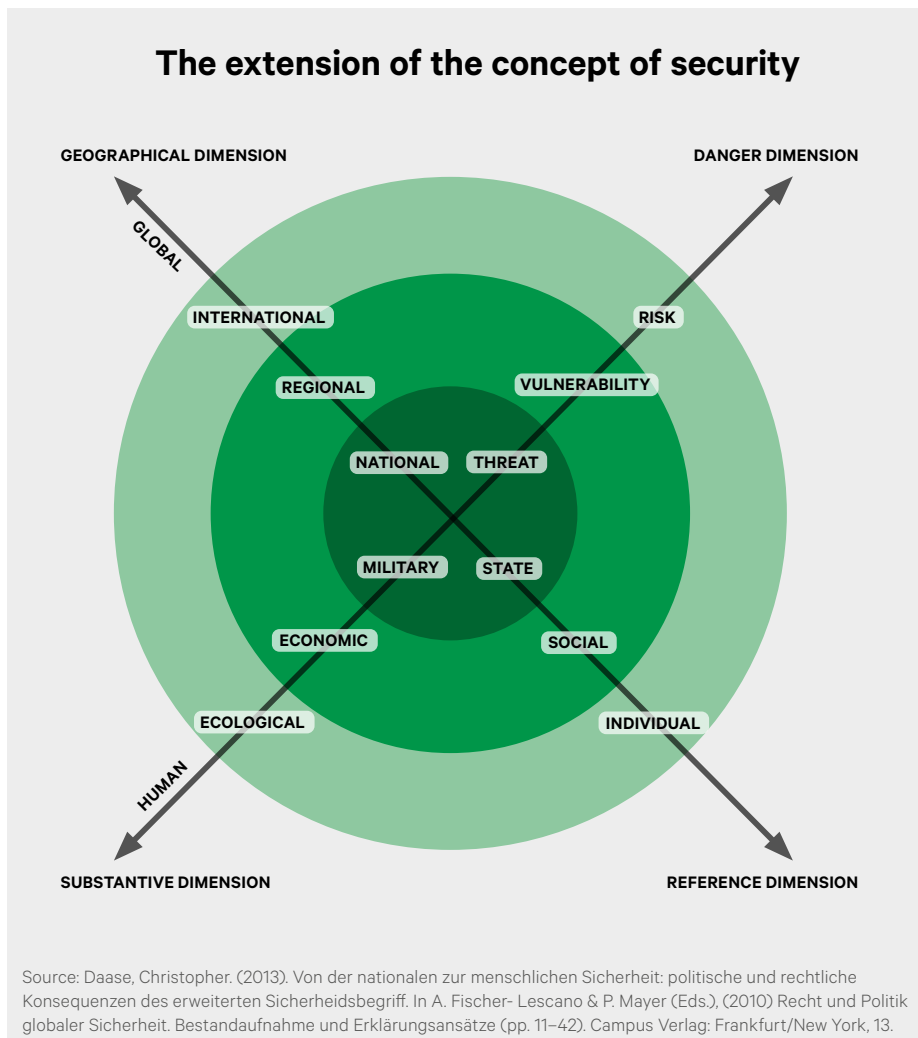 The extension of the concept of security
GEOGRAPHICAL DIMENSION
DANGER DIMENSION
GLOBAL
INTERNATIONAL
RISK
REGIONAL
VULNERABILITY
NATIONAL
THREAT
MILITARY
STATE
ECONOMIC
SOCIAL
ECOLOGICAL
INDIVIDUAL
HUMAN
SUBSTANTIVE DIMENSION
REFERENCE DIMENSION
Source: Daase, Christopher. (2013). Von der nationalen zur menschlichen Sicherheit: politische und rechtliche
Konsequenzen des erweiterten Sicherheitsbegriff. In A. Fischer- Lescano & P. Mayer (Eds.), (2010) Recht und Politik
globaler Sicherheit. Bestandaufnahme und Erklärungsansätze (pp. 11–42). Campus Verlag: Frankfurt/New York, 13.